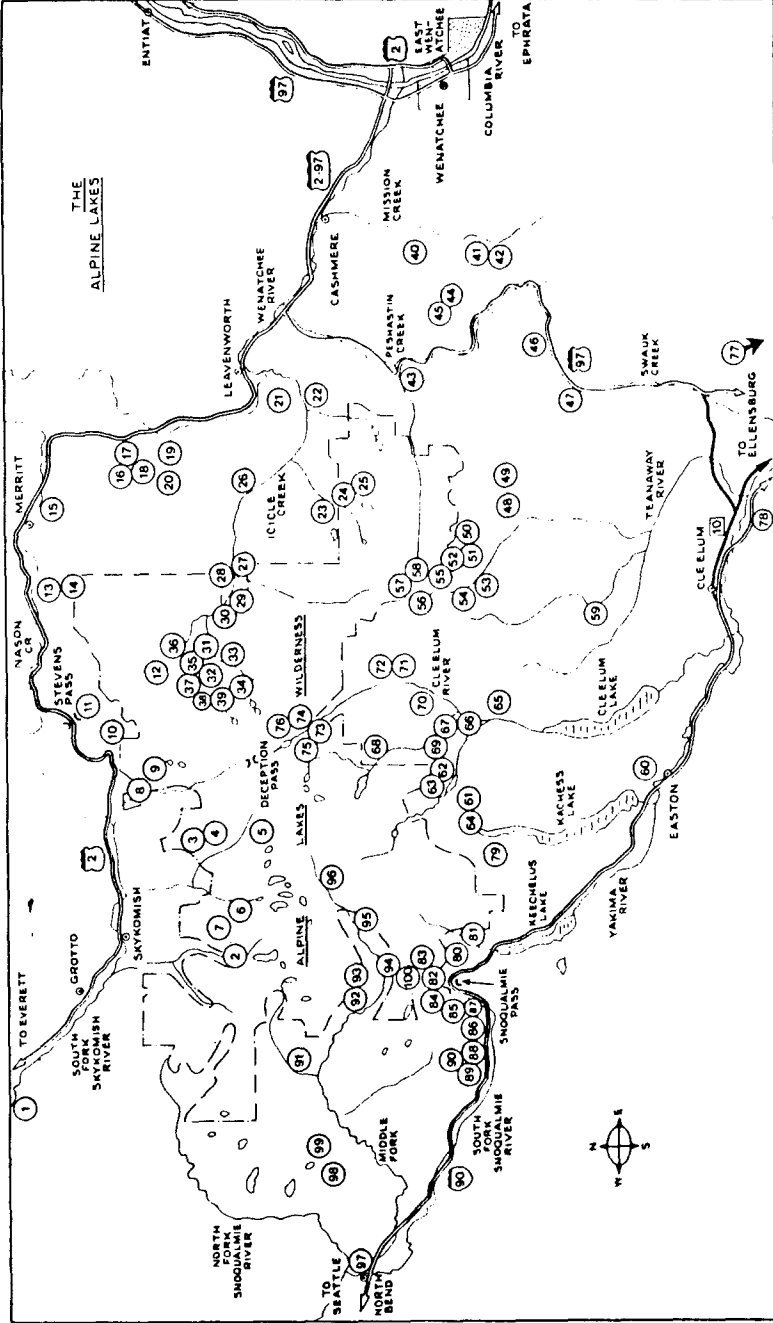 THE
ALPINE LAKES
TO EVERETT
1
SOUTH
FORK
SKYKOMISH
RIVER
GROTTO
SKYKOMISH
2
STEVENS
PASS
NASON
CR
MERRITT
ENTIAT
97
2
2-97
EAST
WEN-
ATCHEE
WENATCHEE
COLUMBIA
RIVER
TO
EPHRATA
LEAVENWORTH
WENATCHEE
RIVER
CASHMERE
MISSION
CREEK
PESHASTIN
CREEK
ICICLE
CREEK
8
9
10
11
12
13
14
15
16
17
18
19
20
21
22
23
24
25
26
27
28
29
30
31
32
33
34
35
36
37
38
39
40
41
42
43
44
45
46
97
47
SWAUK
CREEK
77
TO
ELLENSBURG
TEANAWAY
RIVER
48
49
50
51
52
53
54
55
56
57
58
59
10
78
CLE ELUM
CLE ELUM
LAKE
CLE ELUM
RIVER
DECEPTION
PASS
ALPINE
LAKES
WILDERNESS
2
3
4
5
6
7
60
61
62
63
64
65
66
67
68
69
70
71
72
73
74
75
76
79
KACHESS
LAKE
EASTON
KEECHELUS
LAKE
YAKIMA
RIVER
80
81
82
83
84
85
86
87
88
89
90
91
92
93
94
95
96
100
SNOQUALMIE
PASS
SOUTH
FORK
SNOQUALMIE
RIVER
90
MIDDLE
FORK
98
99
NORTH
FORK
SNOQUALMIE
RIVER
97
TO
SEATTLE
NORTH
BEND
N
E
S
W